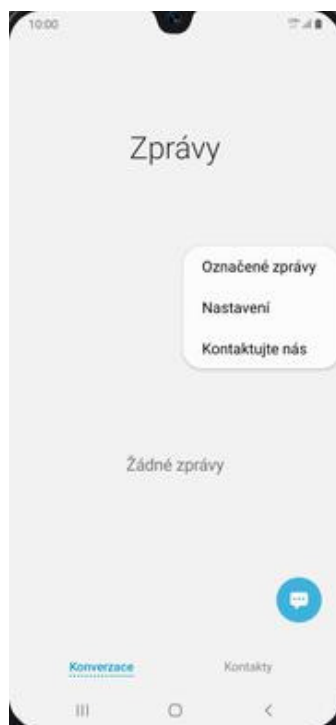 10:00
Zprávy
Označené zprávy
Nastavení
Kontaktujte nás
Žádné zprávy
Konverzace
Kontakty